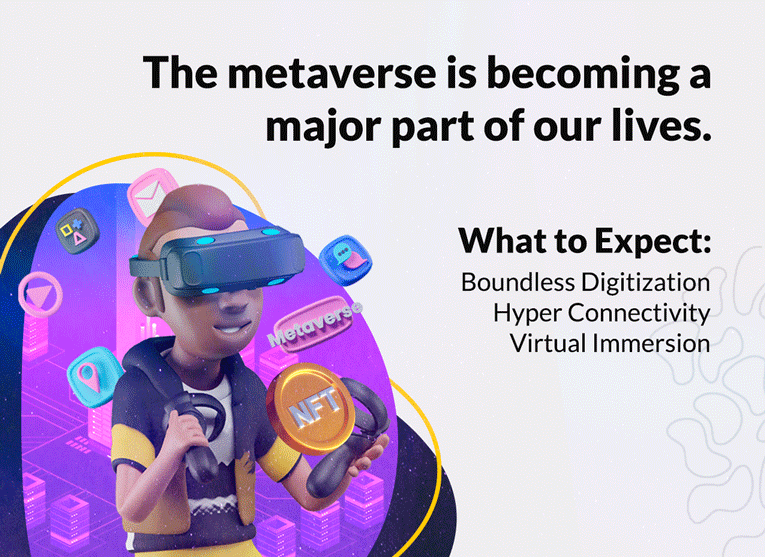 The metaverse is becoming a
major part of our lives.
What to Expect:
Boundless Digitization
Hyper Connectivity
Virtual Immersion
Metaverse
NFT